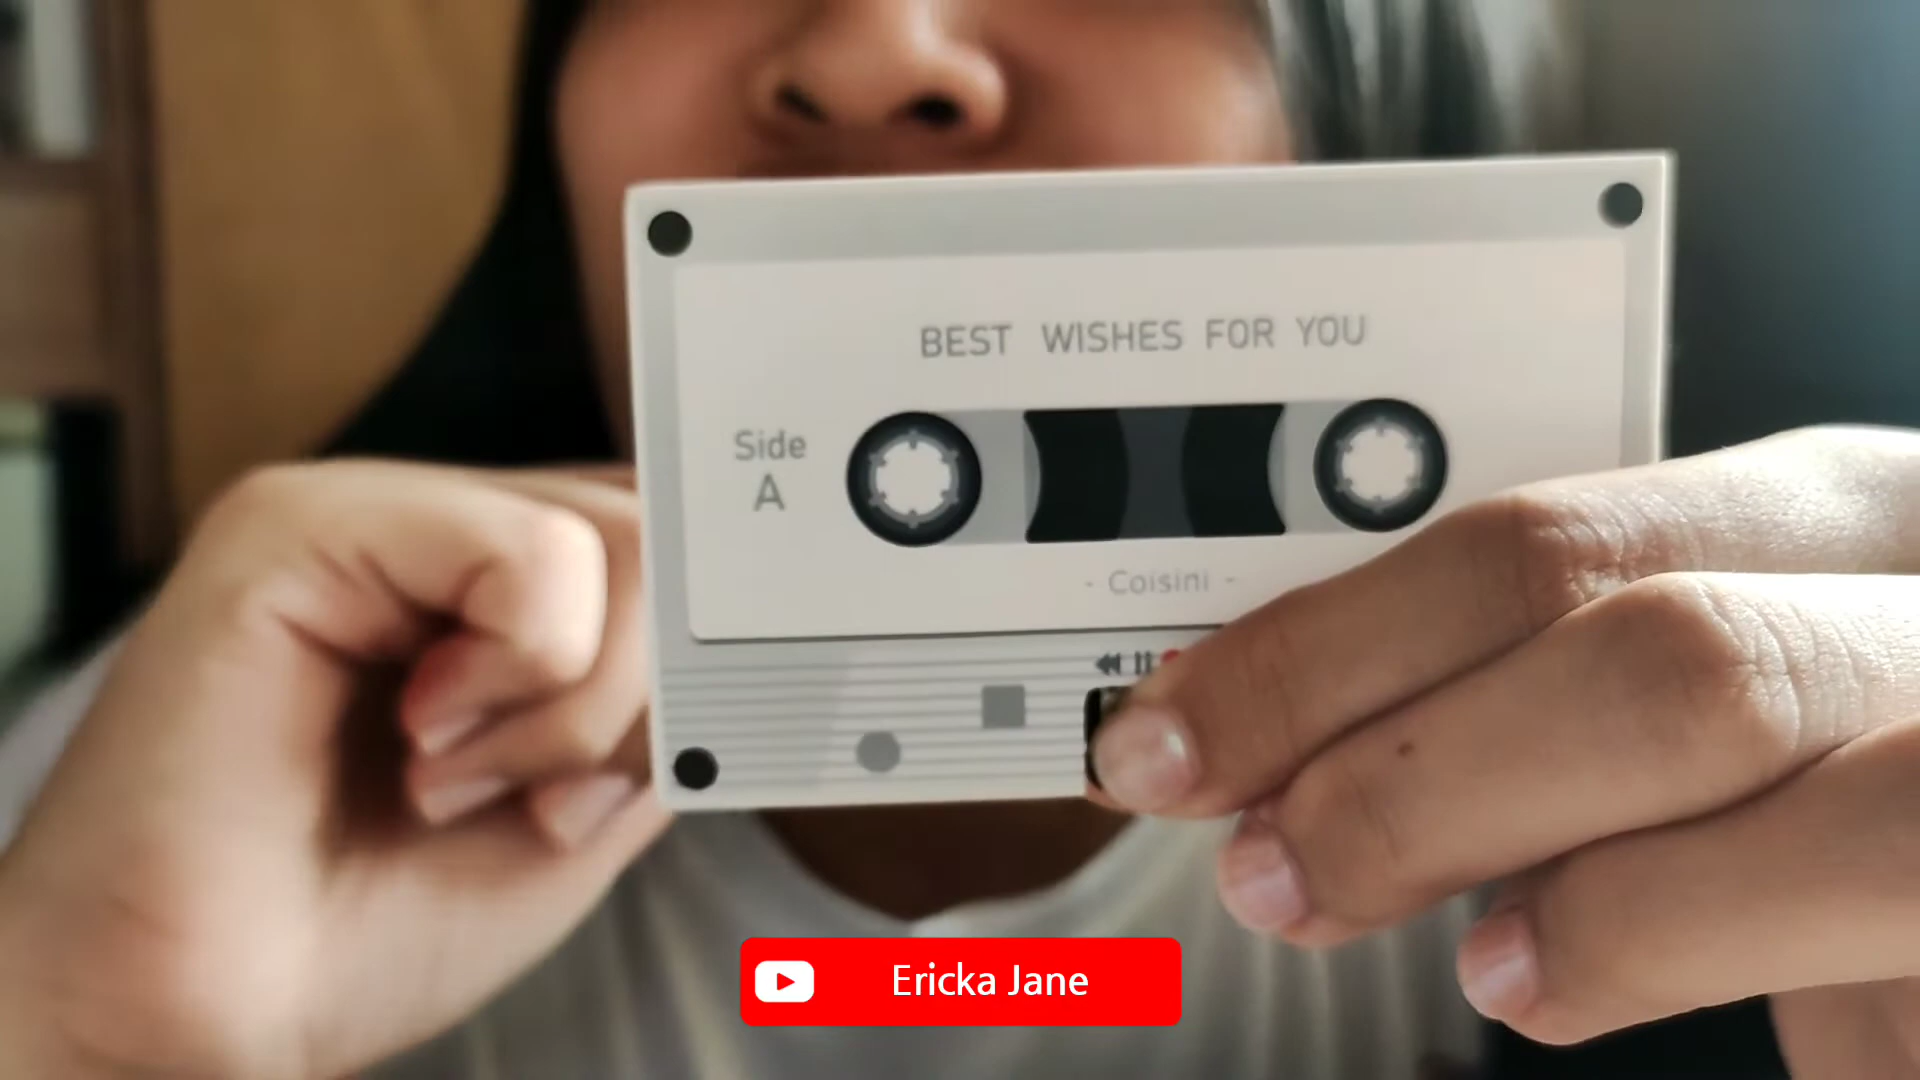 BEST WISHES FOR YOU
Side
A
- Coisini -
Ericka Jane